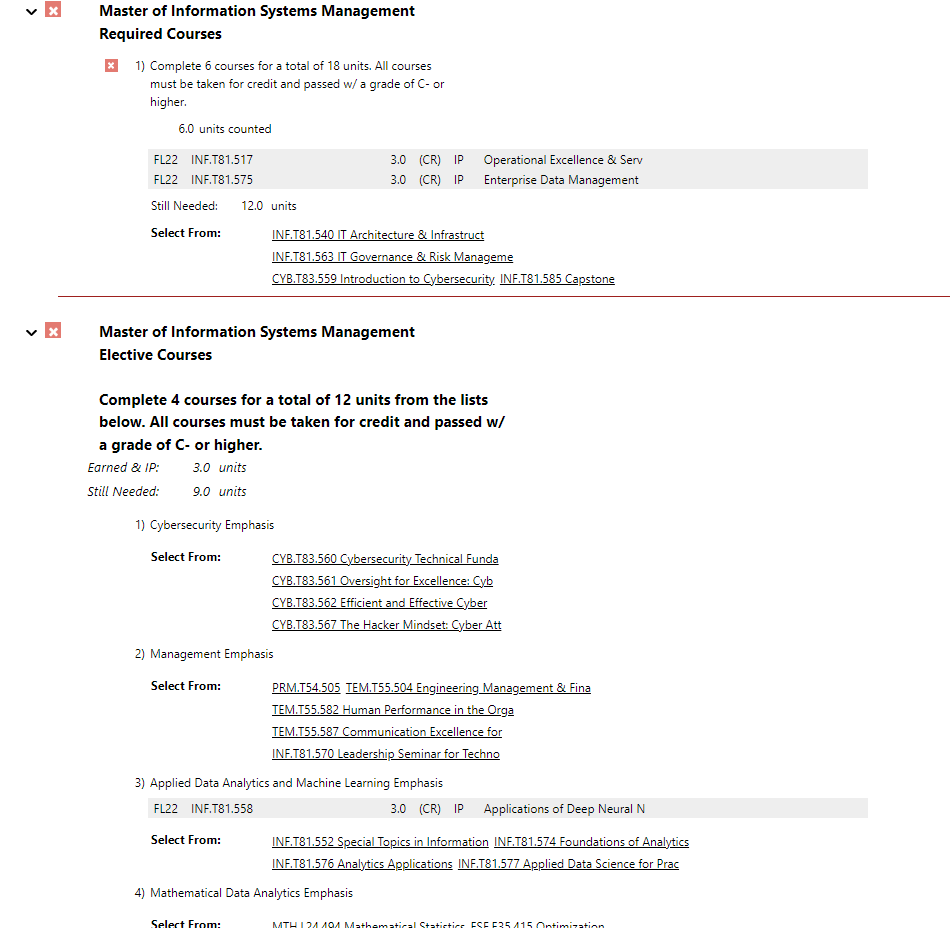 Master of Information Systems Management
Required Courses
1) Complete 6 courses for a total of 18 units. All courses
must be taken for credit and passed w/ a grade of C- or
higher.
6.0 units counted
FL22 INF.T81.517 3.0 (CR) IP Operational Excellence & Serv
FL22 INF.T81.575 3.0 (CR) IP Enterprise Data Management
Still Needed: 12.0 units
Select From: INF.T81.540 IT Architecture & Infrastruct
INF.T81.563 IT Governance & Risk Manageme
CYB.T83.559 Introduction to Cybersecurity INF.T81.585 Capstone
Master of Information Systems Management
Elective Courses
Complete 4 courses for a total of 12 units from the lists
below. All courses must be taken for credit and passed w/
a grade of C- or higher.
Earned & IP: 3.0 units
Still Needed: 9.0 units
1) Cybersecurity Emphasis
Select From: CYB.T83.560 Cybersecurity Technical Funda
CYB.T83.561 Oversight for Excellence: Cyb
CYB.T83.562 Efficient and Effective Cyber
CYB.T83.567 The Hacker Mindset: Cyber Att
2) Management Emphasis
Select From: PRM.T54.505 TEM.T55.504 Engineering Management & Fina
TEM.T55.582 Human Performance in the Orga
TEM.T55.587 Communication Excellence for
INF.T81.570 Leadership Seminar for Techno
3) Applied Data Analytics and Machine Learning Emphasis
FL22 INF.T81.558 3.0 (CR) IP Applications of Deep Neural N
Select From: INF.T81.552 Special Topics in Information INF.T81.574 Foundations of Analytics
INF.T81.576 Analytics Applications INF.T81.577 Applied Data Science for Prac
4) Mathematical Data Analytics Emphasis
Select From: MTH.L24.494 Mathematical Statistics ESE.E35.415 Optimization